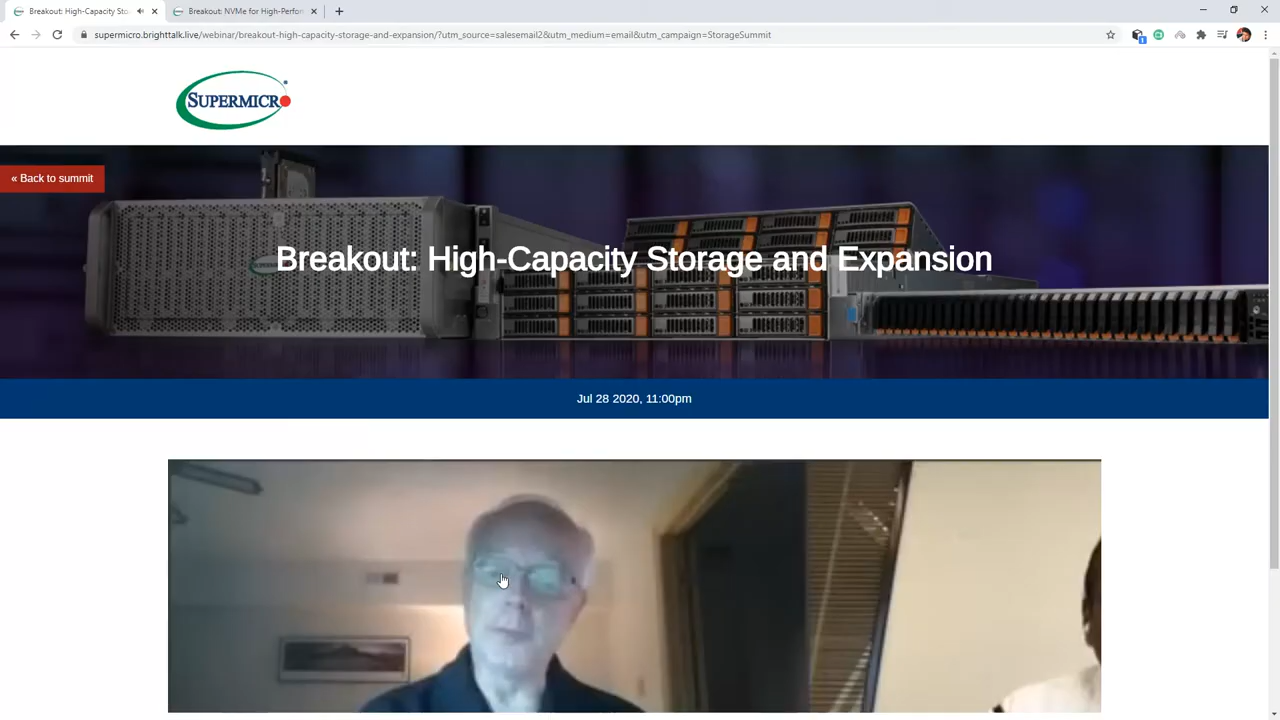 Breakout: High-Capacity Sto
Breakout: NVMe for High-Perfor
supermicro.brighttalk.live/webinar/breakout-high-capacity-storage-and-expansion/?utm_source=salesemail2&utm_medium=email&utm_campaign=StorageSummit
SUPERMICR
« Back to summit
Breakout: High-Capacity Storage and Expansion
Jul 28 2020, 11:00pm